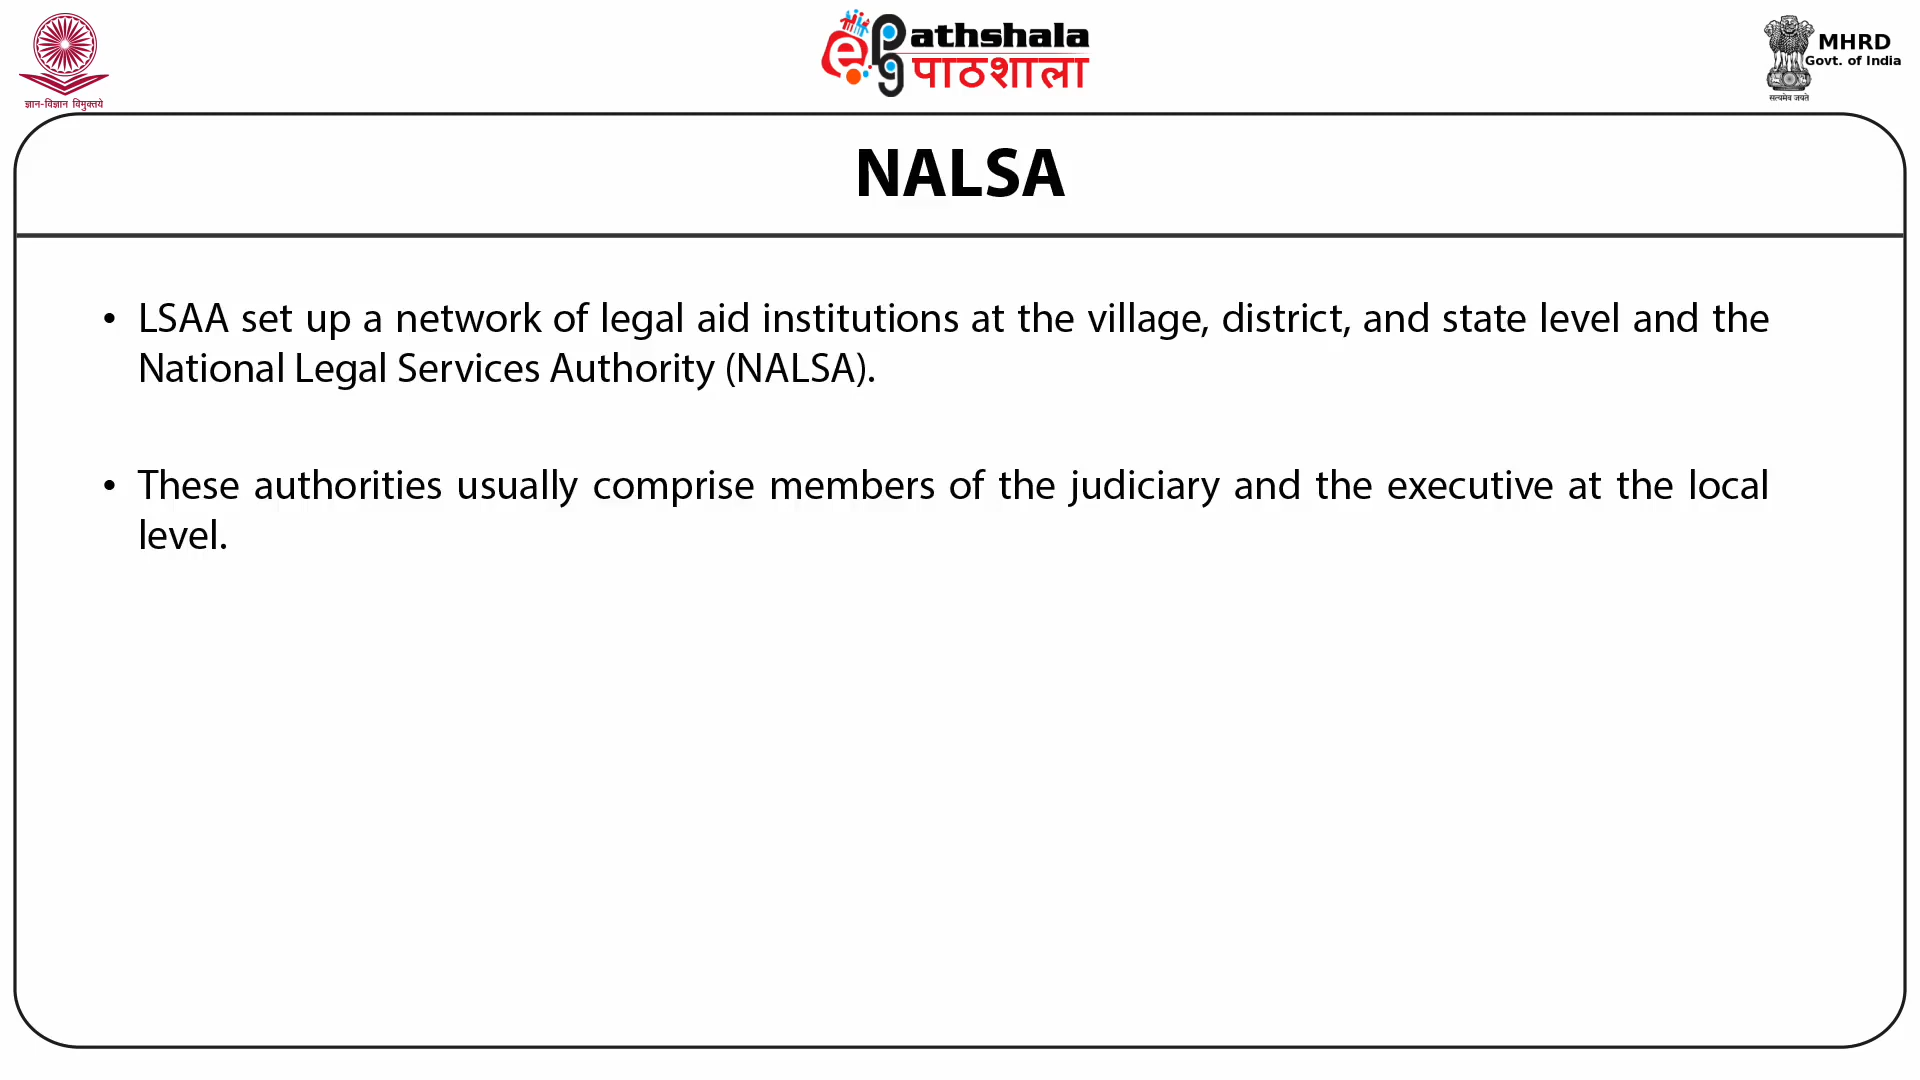 ज्ञान-विज्ञान विमुक्तये
e
pg
athshala
पाठशाला
MHRD
Govt. of India
सत्यमेव जयते
NALSA
• LSAA set up a network of legal aid institutions at the village, district, and state level and the
National Legal Services Authority (NALSA).
• These authorities usually comprise members of the judiciary and the executive at the local
level.